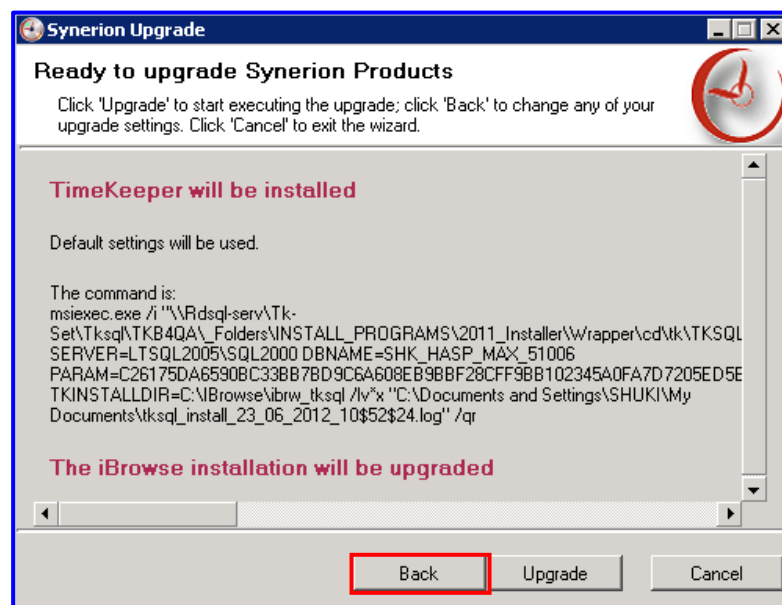 Synerion Upgrade
Ready to upgrade Synerion Products
Click 'Upgrade' to start executing the upgrade; click 'Back' to change any of your
upgrade settings. Click 'Cancel' to exit the wizard.
TimeKeeper will be installed
Default settings will be used.
The command is:
msiexec.exe /i "\\Rdsql-serv\Tk-
Set\Tksql\TKB4QA\_Folders\INSTALL_PROGRAMS\2011_Installer\Wrapper\cd\tk\TKSQL
SERVER=LTSQL2005\SQL2000 DBNAME=SHK_HASP_MAX_51006
PARAM=C26175DA6590BC33BB7BD9C6A608EB9BBF28CFF9BB102345A0FA7D7205ED5E
TKINSTALLDIR=C:\IBrowse\ibrw_tksql /lv*x "C:\Documents and Settings\SHUKI\My
Documents\tksql_install_23_06_2012_10$52$24.log" /qr
The iBrowse installation will be upgraded
Back Upgrade Cancel